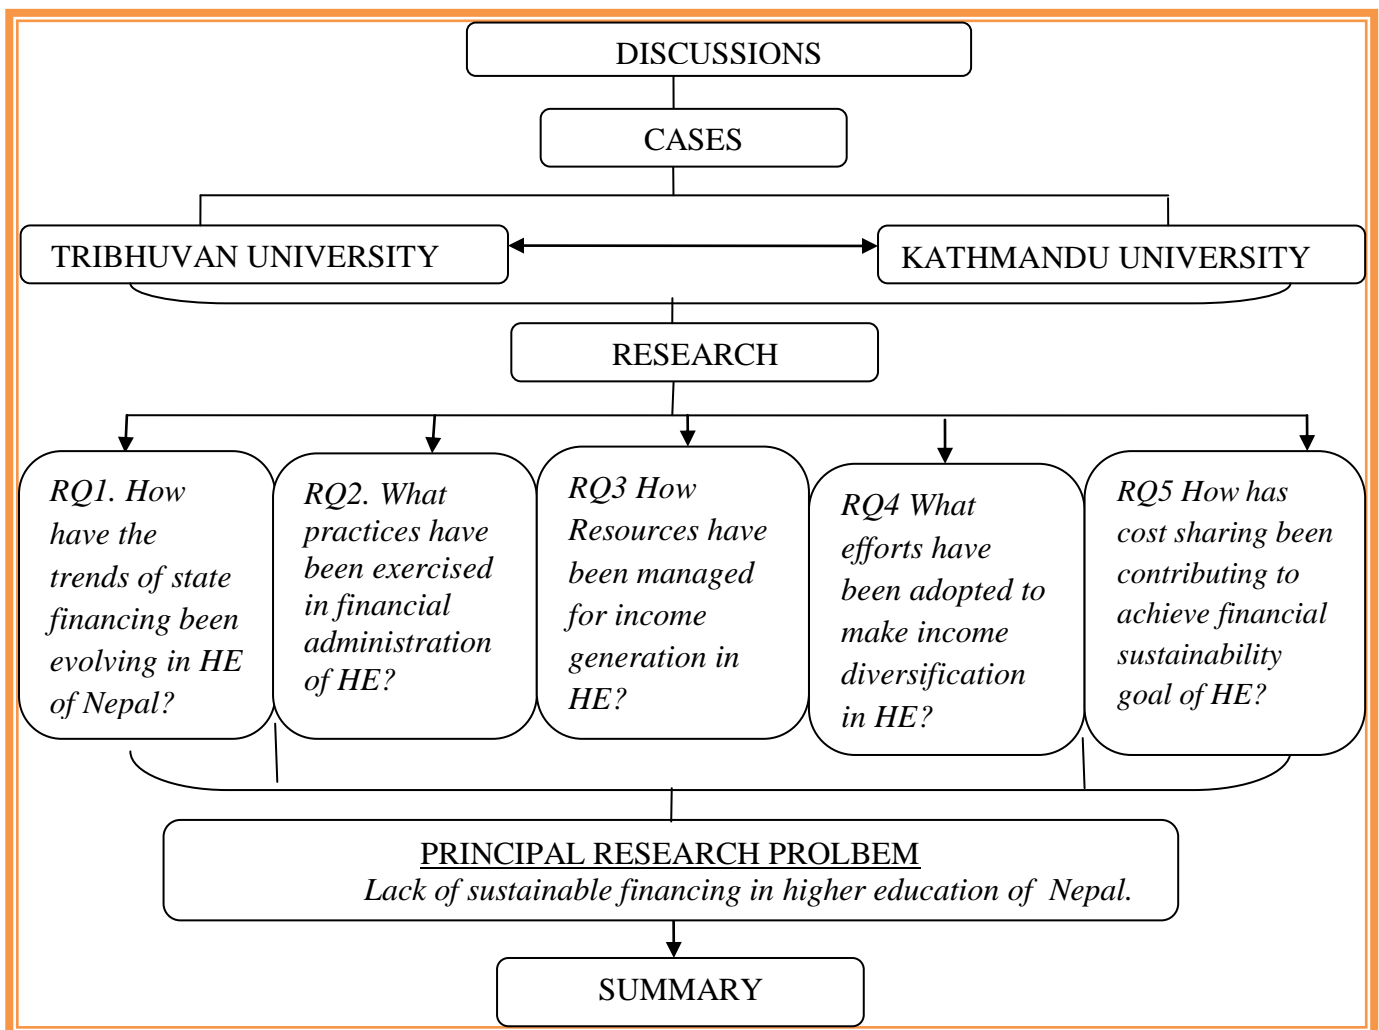 DISCUSSIONS
CASES
TRIBHUVAN UNIVERSITY
KATHMANDU UNIVERSITY
RESEARCH
RQ1. How
have the
trends of state
financing been
evolving in HE
of Nepal?
RQ2. What
practices have
been exercised
in financial
administration
of HE?
RQ3 How
Resources have
been managed
for income
generation in
HE?
RQ4 What
efforts have
been adopted to
make income
diversification
in HE?
RQ5 How has
cost sharing been
contributing to
achieve financial
sustainability
goal of HE?
PRINCIPAL RESEARCH PROLBEM
Lack of sustainable financing in higher education of Nepal.
SUMMARY